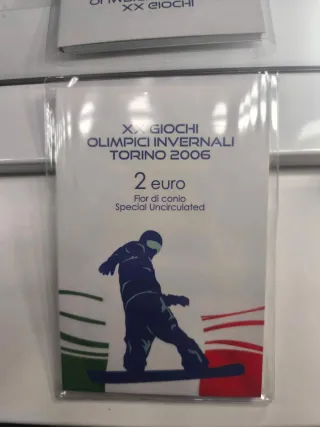 XX GIOCHI
XX GIOCHI
OLIMPICI INVERNALI
TORINO 2006
2 euro
Fior di conio
Special Uncirculated